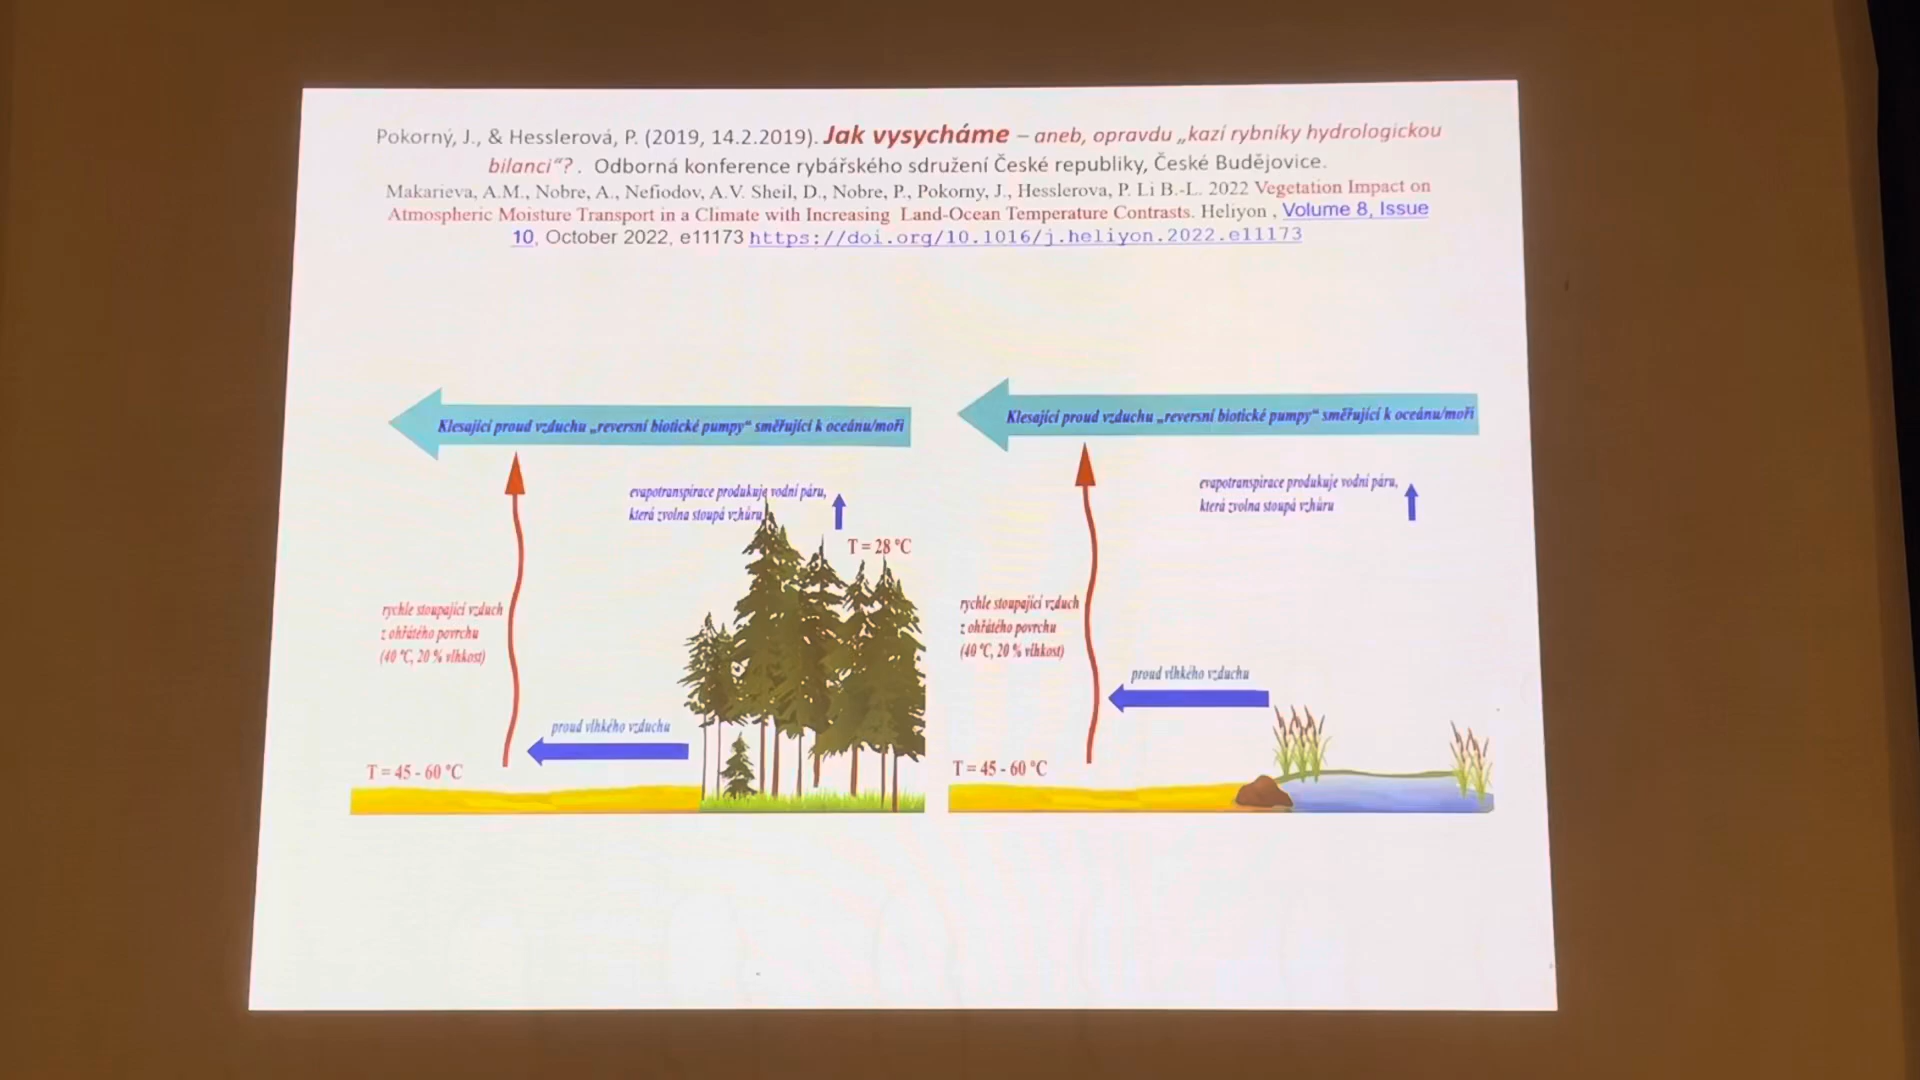 Pokorný, J., & Hesslerová, P. (2019, 14.2.2019). Jak vysycháme – aneb, opravdu „kazí rybníky hydrologickou
bilanci“? . Odborná konference rybářského sdružení České republiky, České Budějovice.
Makarieva, A.M., Nobre, A., Nefiodov, A.V. Sheil, D., Nobre, P., Pokorny, J., Hesslerova, P. Li B.-L. 2022 Vegetation Impact on
Atmospheric Moisture Transport in a Climate with Increasing Land-Ocean Temperature Contrasts. Heliyon , Volume 8, Issue
10, October 2022, e11173 https://doi.org/10.1016/j.heliyon.2022.e11173
Klesající proud vzduchu „reversní biotické pumpy“ směřující k oceánu/moři
evapotranspirace produkuje vodní páru,
která zvolna stoupá vzhůru
T = 28 °C
rychle stoupající vzduch
z ohřátého povrchu
(40 °C, 20 % vlhkost)
proud vlhkého vzduchu
T = 45 - 60 °C
Klesající proud vzduchu „reversní biotické pumpy“ směřující k oceánu/moři
evapotranspirace produkuje vodní páru,
která zvolna stoupá vzhůru
rychle stoupající vzduch
z ohřátého povrchu
(40 °C, 20 % vlhkost)
proud vlhkého vzduchu
T = 45 - 60 °C